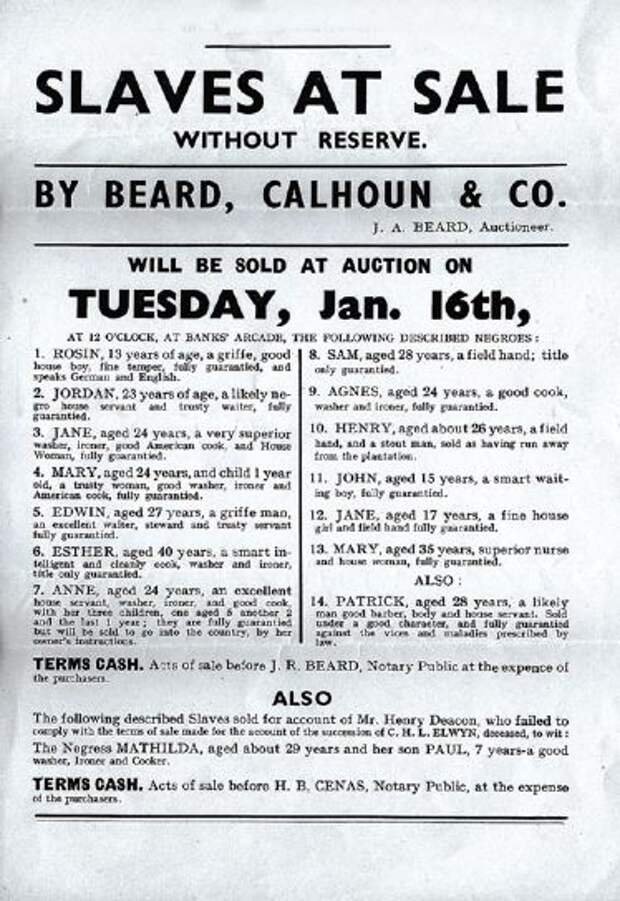 SLAVES AT SALE
WITHOUT RESERVE.
BY BEARD, CALHOUN & CO.
J. A. BEARD, Auctioneer.
WILL BE SOLD AT AUCTION ON
TUESDAY, Jan. 16th,
AT 12 O'CLOCK, AT BANKS' ARCADE, THE FOLLOWING DESCRIBED NEGROES:
1. ROSIN, 13 years of age, a griffe, good
house boy, fine temper, fully guarantied, and
speaks German and English.
2. JORDAN, 23 years of age, a likely ne-
gro house servant and trusty waiter, fully
guarantied.
3. JANE, aged 24 years, a very superior
washer, ironer, good American cook, and House
Woman, fully guarantied.
4. MARY, aged 24 years, and child 1 year
old, a trusty woman, good washer, ironer and
American cook, fully guarantied.
5. EDWIN, aged 27 years, a griffe man,
an excellent waiter, steward and trusty servant
fully guarantied.
6. ESTHER, aged 40 years, a smart in-
telligent and cleanly cook, washer and ironer,
title only guarantied.
7. ANNE, aged 24 years, an excellent
house servant, washer, ironer, and good cook,
with her three children, one aged 5 another 2
and the last 1 year; they are fully guarantied
but will be sold to go into the country, by her
owner's instructions.
8. SAM, aged 28 years, a field hand; title
only guarantied.
9. AGNES, aged 24 years, a good cook,
washer and ironer, fully guarantied.
10. HENRY, aged about 26 years, a field
hand, and a stout man, sold as having run away
from the plantation.
11. JOHN, aged 15 years, a smart wait-
ing boy, fully guarantied.
12. JANE, aged 17 years, a fine house
girl and field hand fully guarantied.
13. MARY, aged 35 years, superior nurse
and house woman, fully guarantied.
ALSO:
14. PATRICK, aged 28 years, a likely
man good barber, body and house servant. Sold
under a good character, and fully guarantied
against the vices and maladies prescribed by
law.
TERMS CASH. Acts of sale before J. R. BEARD, Notary Public at the expence of
the purchasers.
ALSO
The following described Slaves sold for account of Mr. Henry Deacon, who failed to
comply with the terms of sale made for the account of the succession of C. H. L. ELWYN, deceased, to wit:
The Negress MATHILDA, aged about 29 years and her son PAUL, 7 years-a good
washer, Ironer and Cooker.
TERMS CASH. Acts of sale before H. B. CENAS, Notary Public, at the expense
of the purchasers.